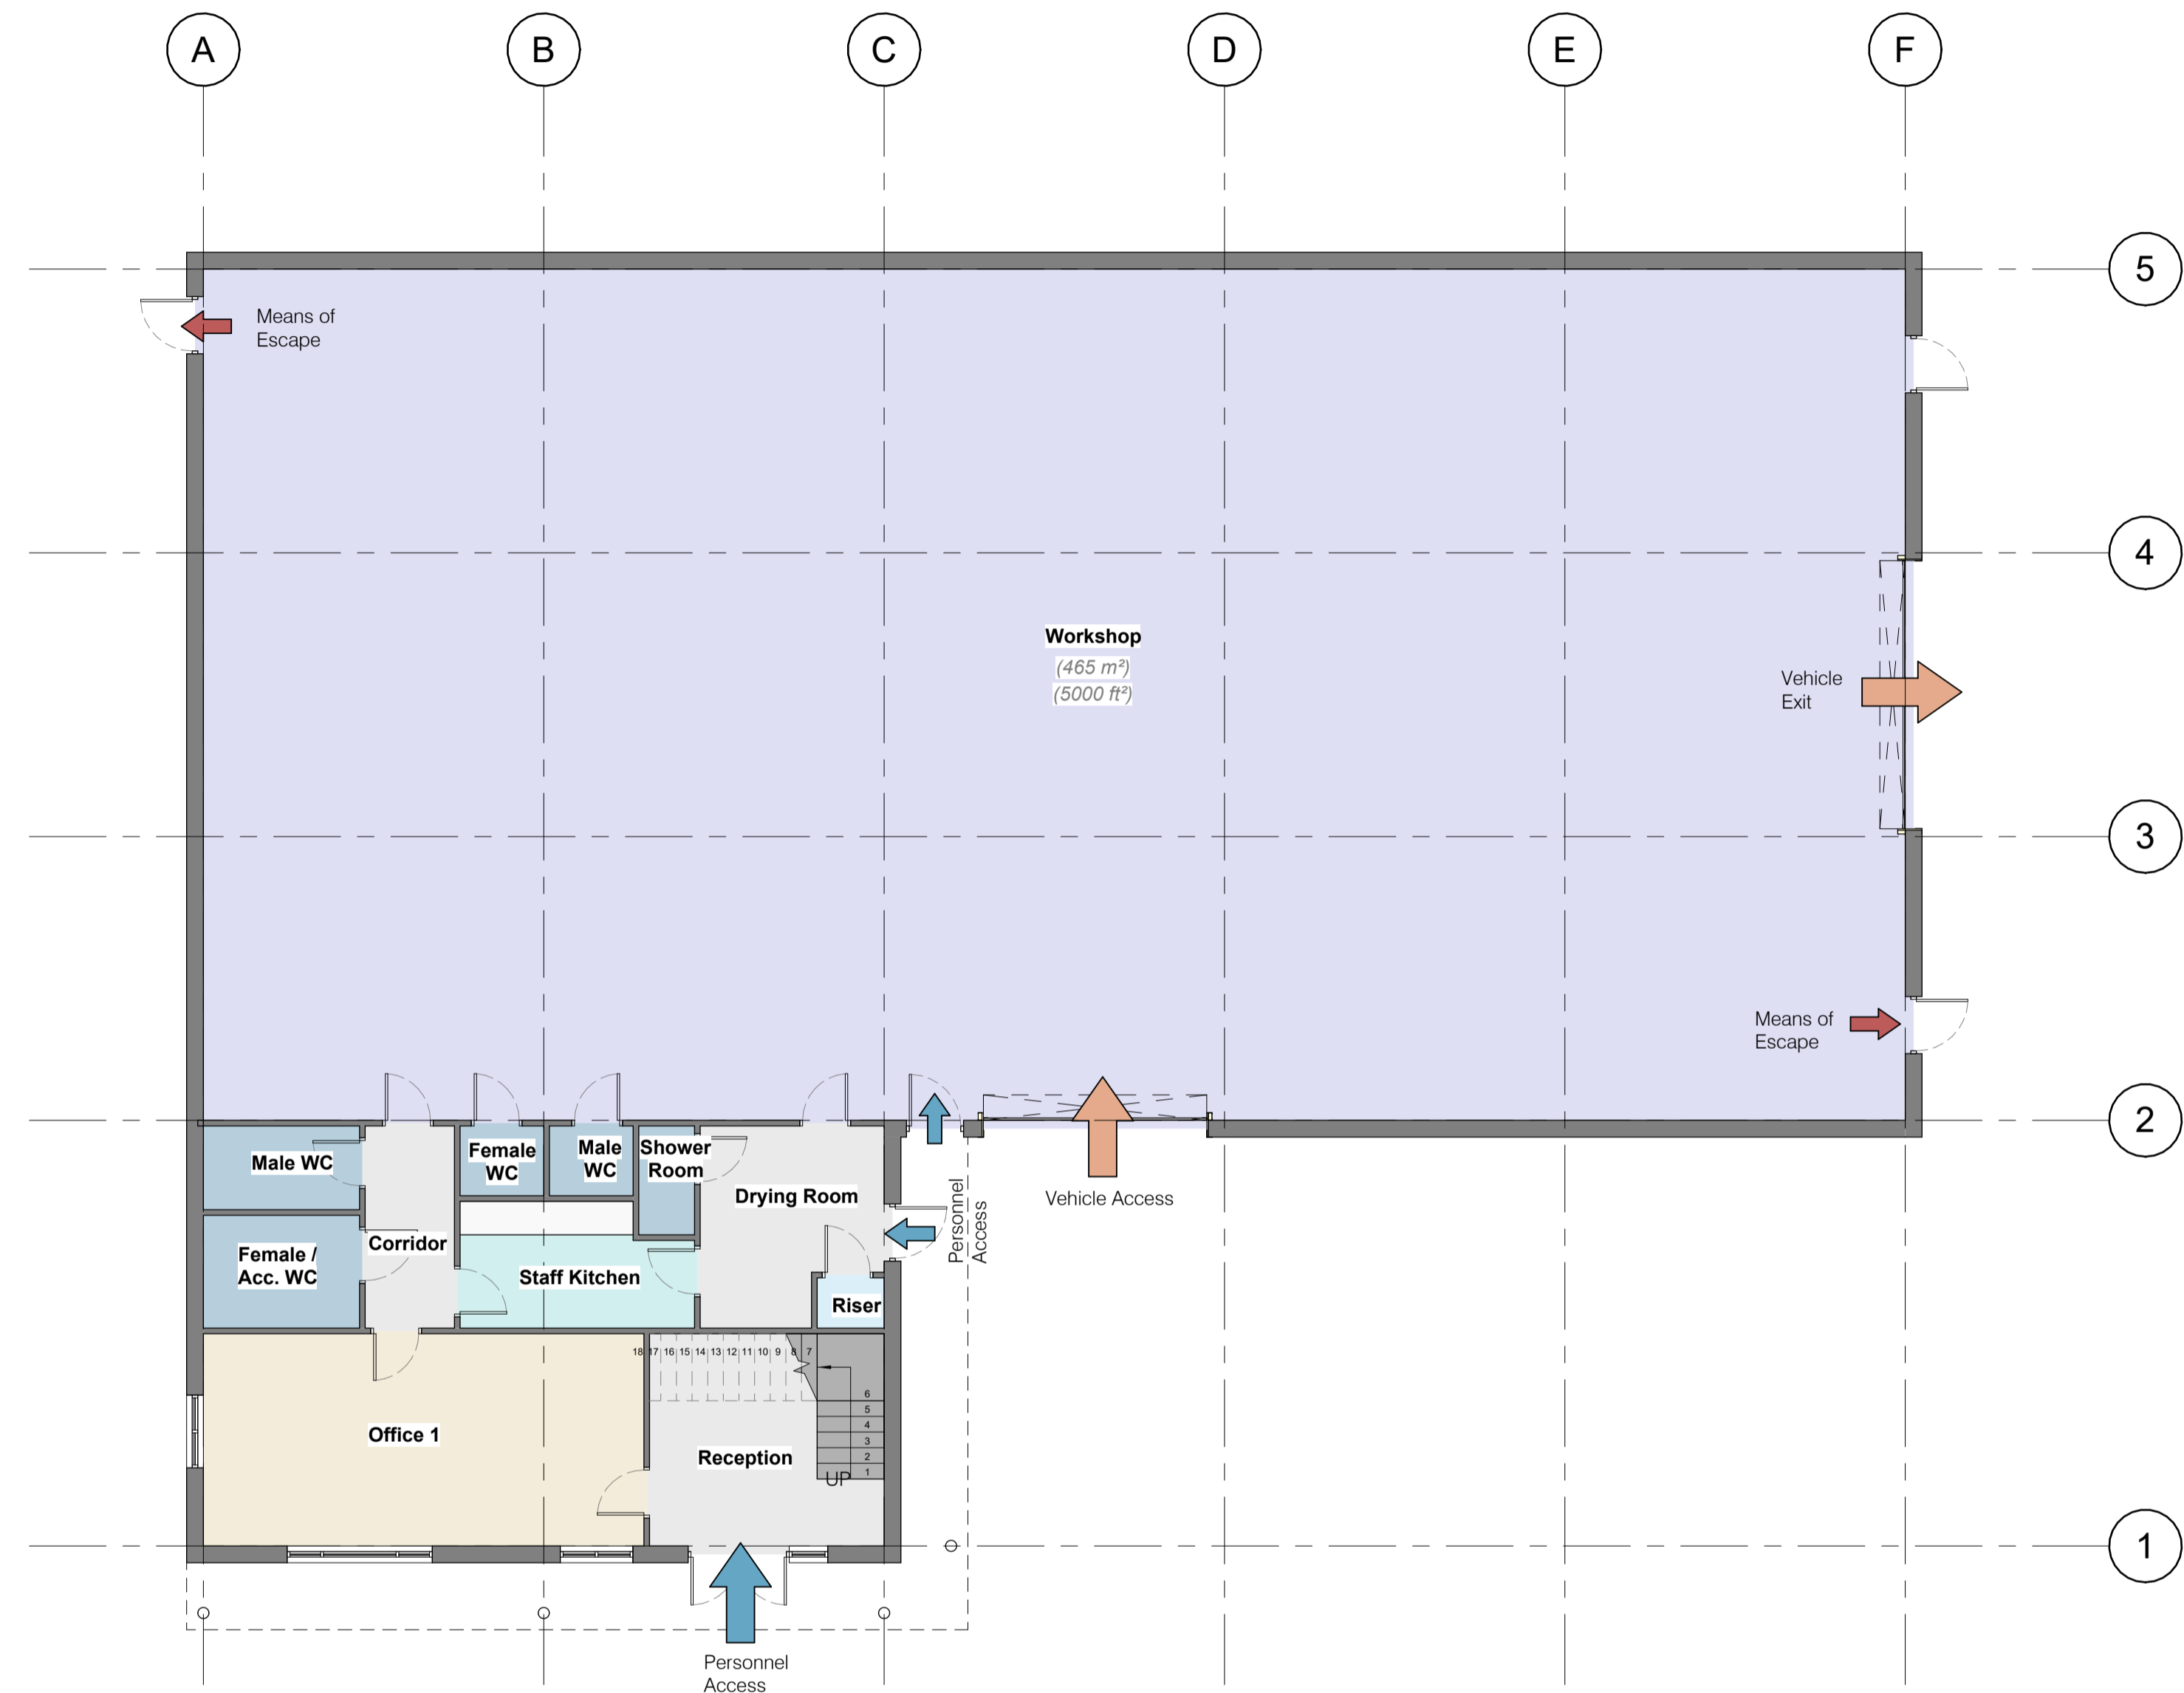 A B C D E F
5
Means of
Escape
4
Workshop
(465 m²)
(5000 ft²)
Vehicle
Exit
3
Means of
Escape
2
Male WC
Female
WC
Male
WC
Shower
Room
Drying Room
Personnel
Access
Vehicle Access
Female /
Acc. WC
Corridor
Staff Kitchen
Riser
18 17 16 15 14 13 12 11 10 9 8 7
6
5
4
3
2
1
UP
Office 1
Reception
1
Personnel
Access